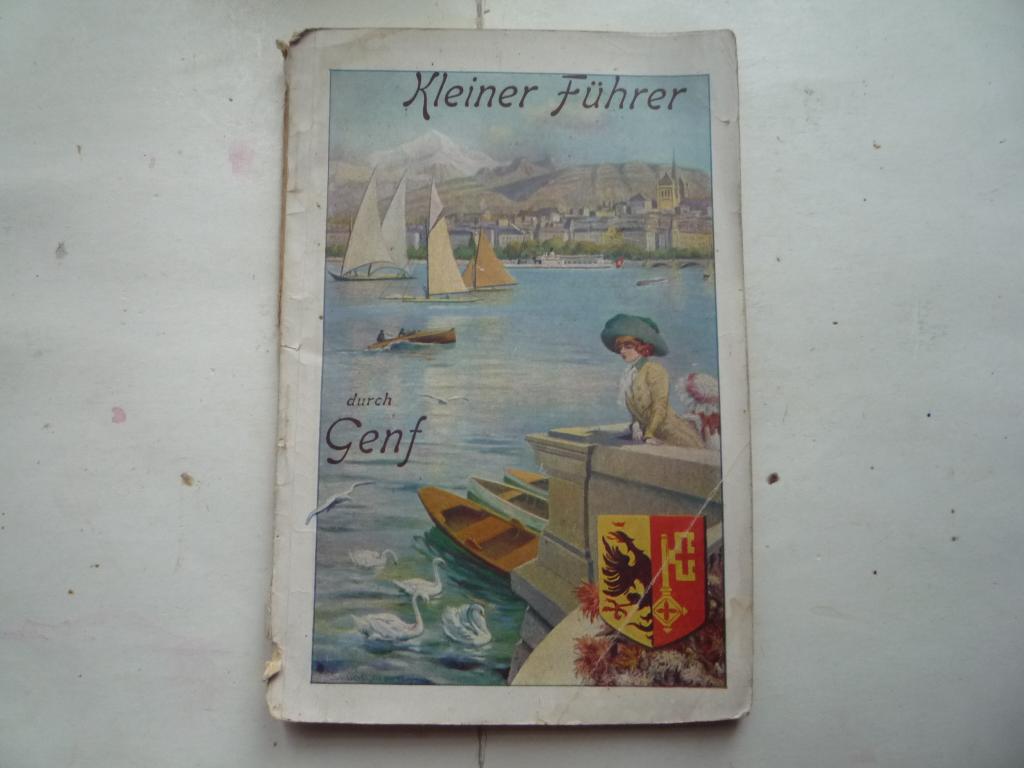 Kleiner Führer
durch
Genf